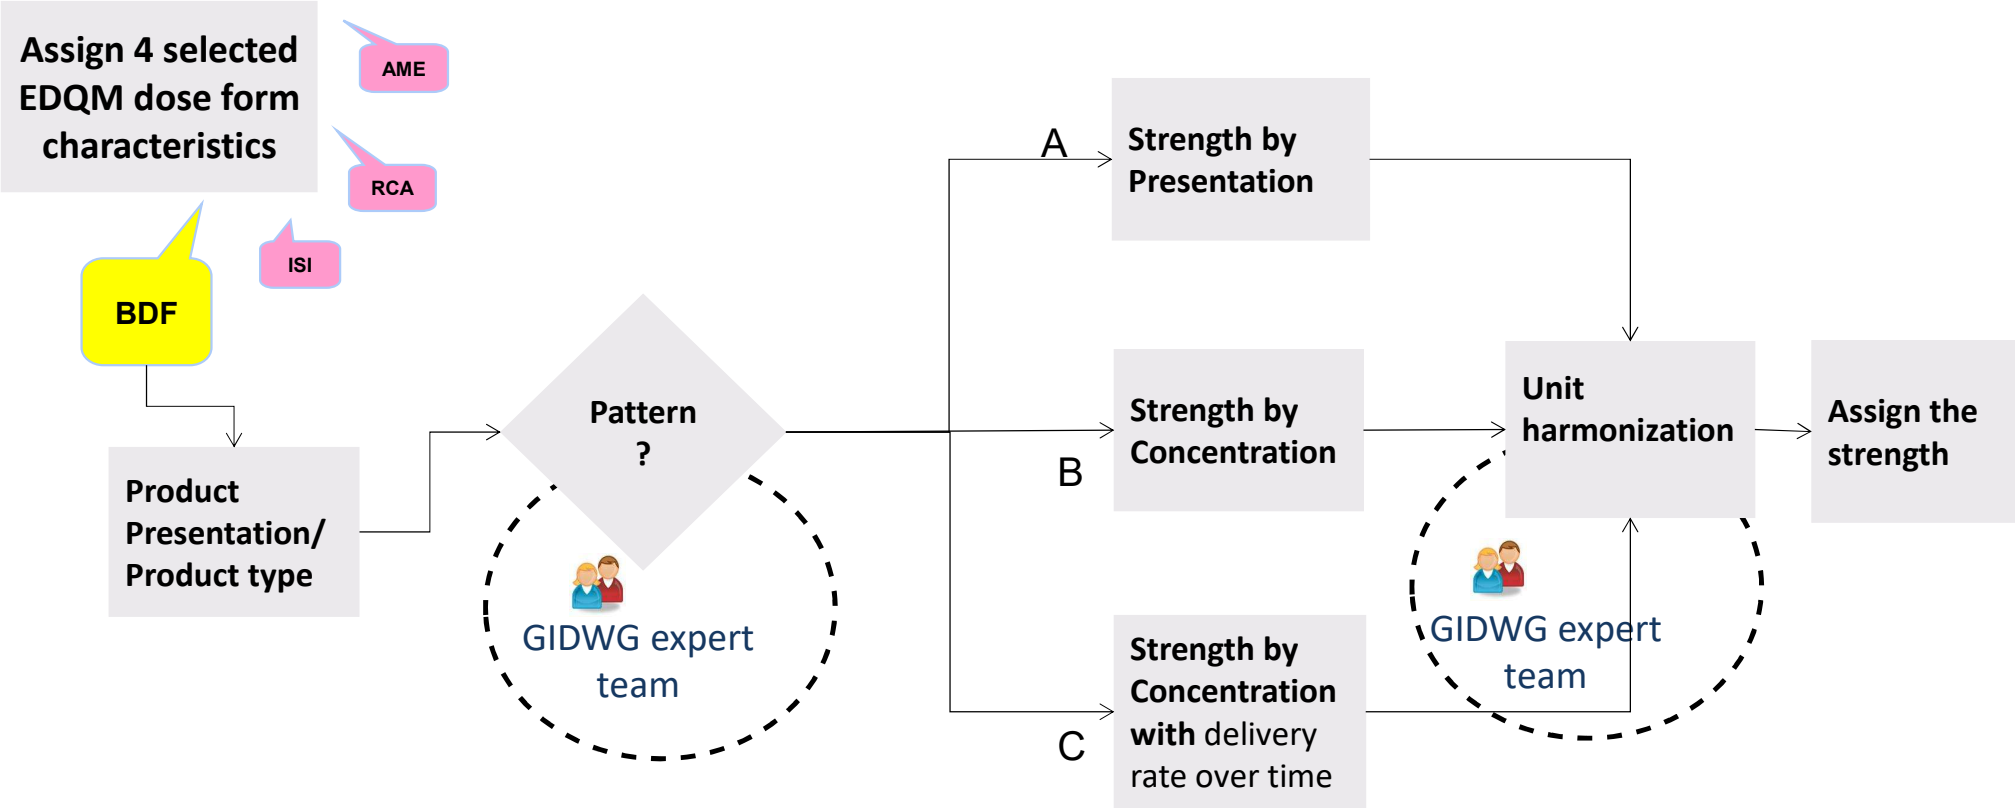 Assign 4 selected
EDQM dose form
characteristics
AME
RCA
ISI
BDF
Product
Presentation/
Product type
Pattern
?
GIDWG expert
team
A
Strength by
Presentation
B
Strength by
Concentration
C
Strength by
Concentration
with delivery
rate over time
Unit
harmonization
GIDWG expert
team
Assign the
strength